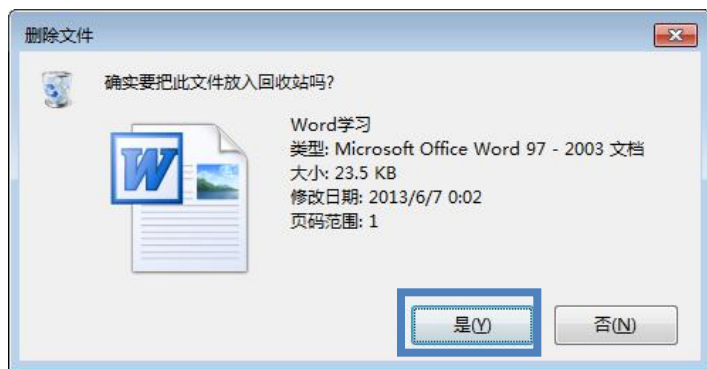 删除文件
确实要把此文件放入回收站吗?
Word学习
类型: Microsoft Office Word 97 - 2003 文档
大小: 23.5 KB
修改日期: 2013/6/7 0:02
页码范围: 1
是(Y)
否(N)